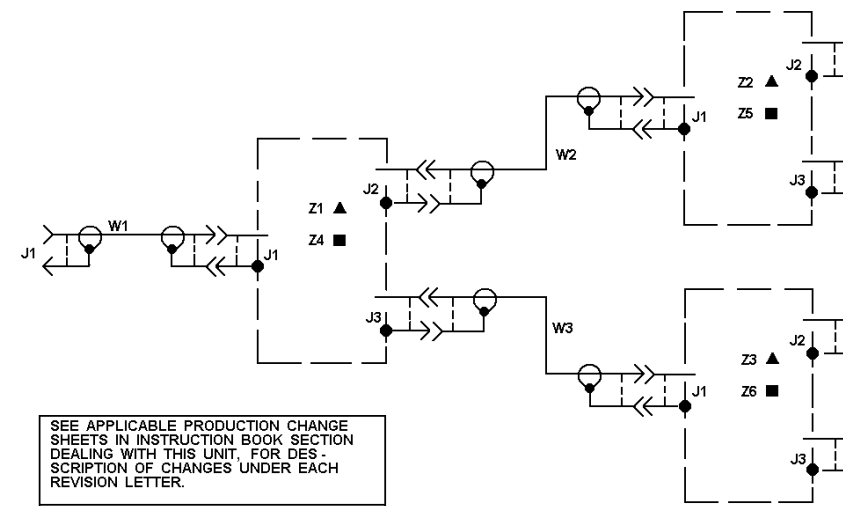 J2
Z2 ▲
Z5 ■
J1
W2
J3
J2
Z1 ▲
Z4 ■
W1
J1
J1
J3
W3
J2
Z3 ▲
Z6 ■
J1
J3
SEE APPLICABLE PRODUCTION CHANGE
SHEETS IN INSTRUCTION BOOK SECTION
DEALING WITH THIS UNIT, FOR DES -
SCRIPTION OF CHANGES UNDER EACH
REVISION LETTER.